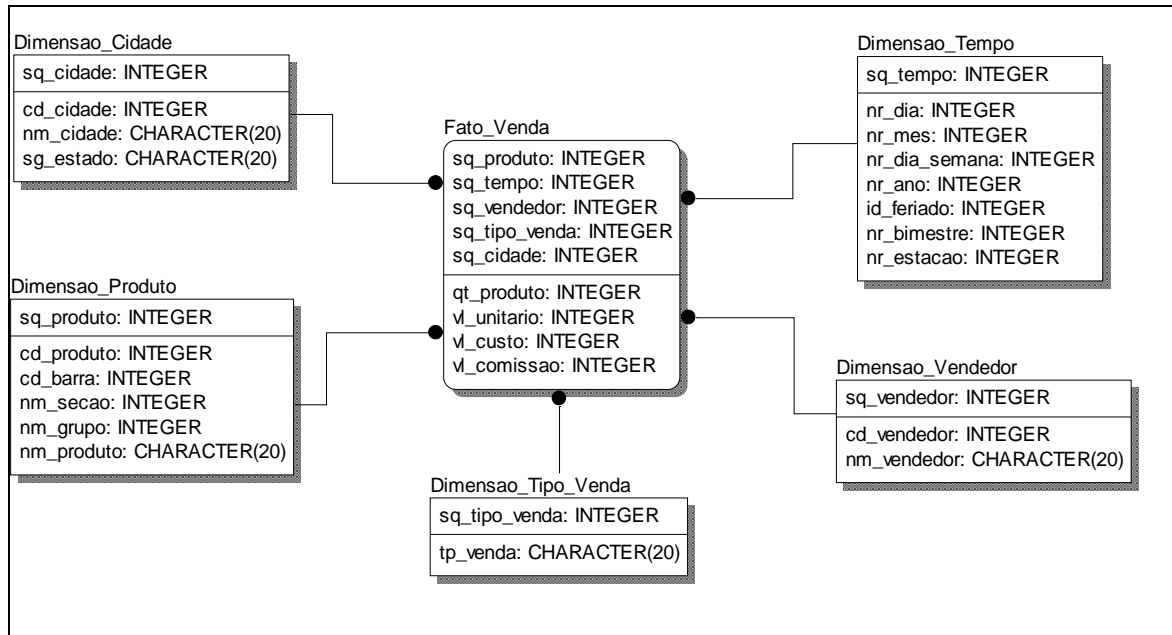 Dimensao_Cidade
sq_cidade: INTEGER
cd_cidade: INTEGER
nm_cidade: CHARACTER(20)
sg_estado: CHARACTER(20)
Dimensao_Tempo
sq_tempo: INTEGER
nr_dia: INTEGER
nr_mes: INTEGER
nr_dia_semana: INTEGER
nr_ano: INTEGER
id_feriado: INTEGER
nr_bimestre: INTEGER
nr_estacao: INTEGER
Fato_Venda
sq_produto: INTEGER
sq_tempo: INTEGER
sq_vendedor: INTEGER
sq_tipo_venda: INTEGER
sq_cidade: INTEGER
qt_produto: INTEGER
vl_unitario: INTEGER
vl_custo: INTEGER
vl_comissao: INTEGER
Dimensao_Produto
sq_produto: INTEGER
cd_produto: INTEGER
cd_barra: INTEGER
nm_secao: INTEGER
nm_grupo: INTEGER
nm_produto: CHARACTER(20)
Dimensao_Vendedor
sq_vendedor: INTEGER
cd_vendedor: INTEGER
nm_vendedor: CHARACTER(20)
Dimensao_Tipo_Venda
sq_tipo_venda: INTEGER
tp_venda: CHARACTER(20)